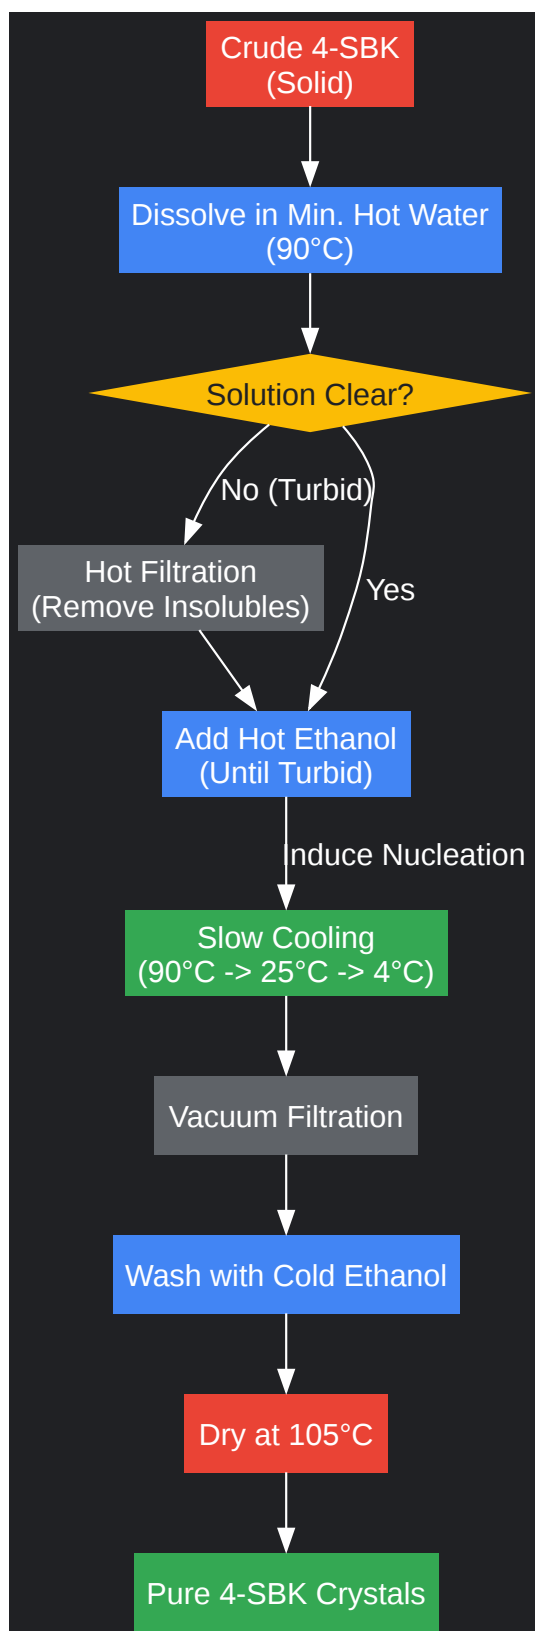 Crude 4-SBK
(Solid)
Dissolve in Min. Hot Water
(90°C)
Solution Clear?
No (Turbid)
Hot Filtration
(Remove Insolubles)
Yes
Add Hot Ethanol
(Until Turbid)
Induce Nucleation
Slow Cooling
(90°C -> 25°C -> 4°C)
Vacuum Filtration
Wash with Cold Ethanol
Dry at 105°C
Pure 4-SBK Crystals